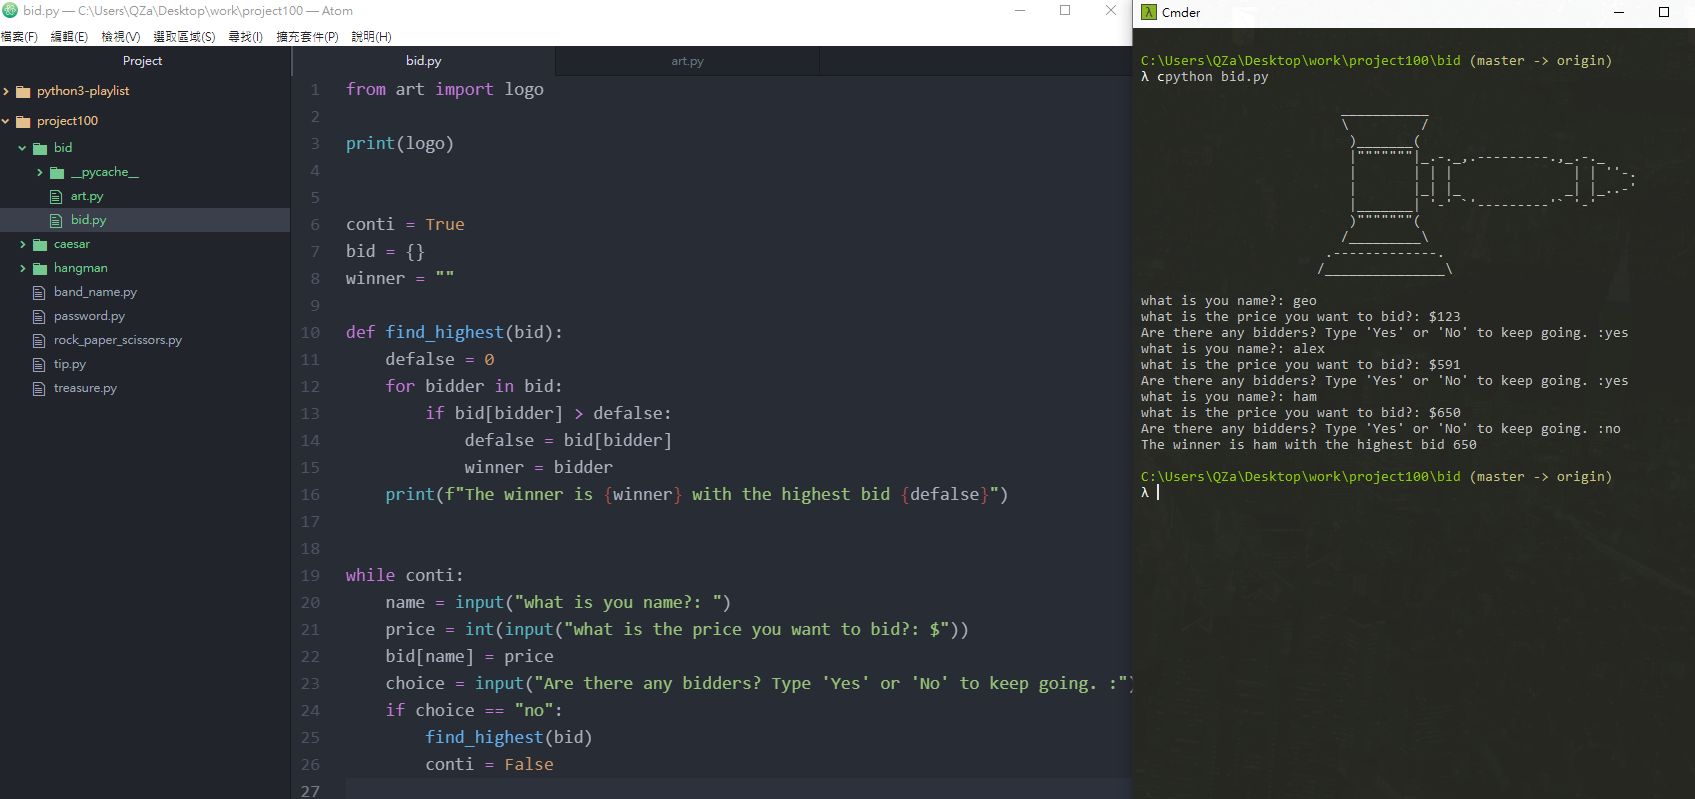 bid.py — C:\Users\QZa\Desktop\work\project100 — Atom
檔案(F) 編輯(E) 檢視(V) 選取區域(S) 尋找(I) 擴充套件(P) 說明(H)
Project
python3-playlist
project100
bid
__pycache__
art.py
bid.py
caesar
hangman
band_name.py
password.py
rock_paper_scissors.py
tip.py
treasure.py
bid.py art.py
1 from art import logo
2
3 print(logo)
4
5
6 conti = True
7 bid = {}
8 winner = ""
9
10 def find_highest(bid):
11     defalse = 0
12     for bidder in bid:
13         if bid[bidder] > defalse:
14             defalse = bid[bidder]
15             winner = bidder
16     print(f"The winner is {winner} with the highest bid {defalse}")
17
18
19 while conti:
20     name = input("what is you name?: ")
21     price = int(input("what is the price you want to bid?: $"))
22     bid[name] = price
23     choice = input("Are there any bidders? Type 'Yes' or 'No' to keep going. :")
24     if choice == "no":
25         find_highest(bid)
26         conti = False
27
λ Cmder
C:\Users\QZa\Desktop\work\project100\bid (master -> origin)
λ cpython bid.py
                         ___________
                         \         /
                          )_______(
                          |"""""""|_.-._,.---------.,_.-._
                          |       | | |               | | ''-.
                          |       |_| |_             _| |_..-'
                          |_______| '-' `'---------'` '-'
                          )"""""""(
                         /_________\
                       .-------------.
                      /_______________\
what is you name?: geo
what is the price you want to bid?: $123
Are there any bidders? Type 'Yes' or 'No' to keep going. :yes
what is you name?: alex
what is the price you want to bid?: $591
Are there any bidders? Type 'Yes' or 'No' to keep going. :yes
what is you name?: ham
what is the price you want to bid?: $650
Are there any bidders? Type 'Yes' or 'No' to keep going. :no
The winner is ham with the highest bid 650
C:\Users\QZa\Desktop\work\project100\bid (master -> origin)
λ